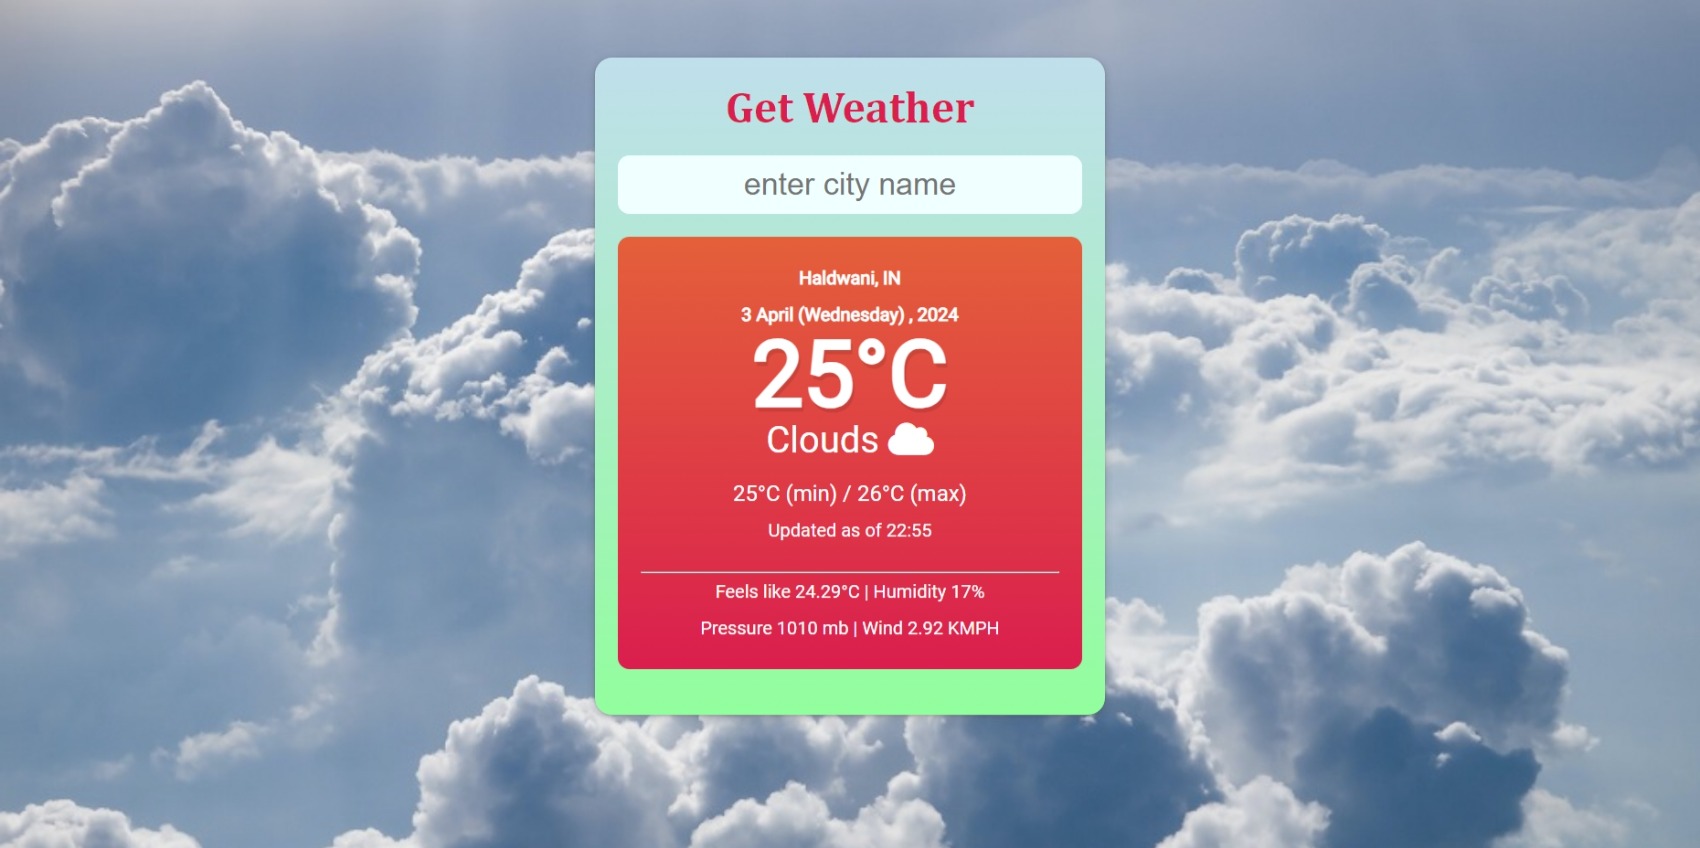 Get Weather
enter city name
Haldwani, IN
3 April (Wednesday) , 2024
25°C
Clouds
25°C (min) / 26°C (max)
Updated as of 22:55
Feels like 24.29°C | Humidity 17%
Pressure 1010 mb | Wind 2.92 KMPH